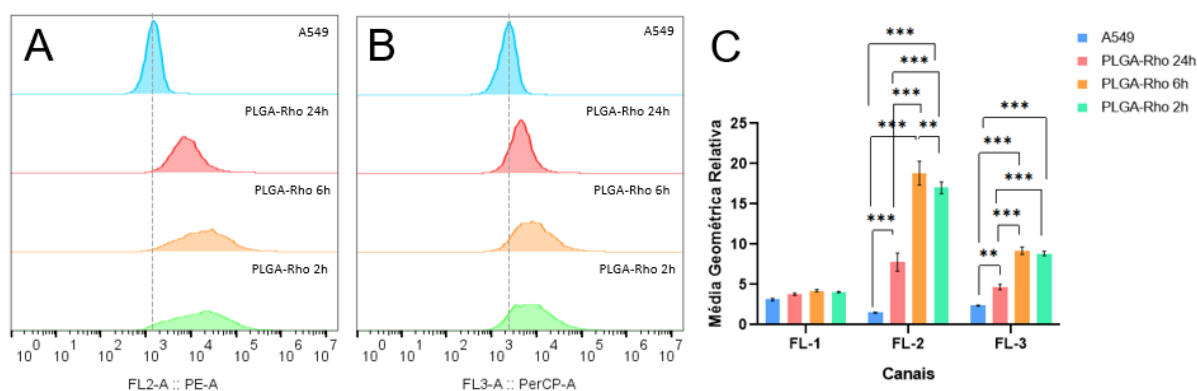 A
A549
PLGA-Rho 24h
PLGA-Rho 6h
PLGA-Rho 2h
10^0 10^1 10^2 10^3 10^4 10^5 10^6 10^7
FL2-A :: PE-A
B
A549
PLGA-Rho 24h
PLGA-Rho 6h
PLGA-Rho 2h
10^0 10^1 10^2 10^3 10^4 10^5 10^6 10^7
FL3-A :: PerCP-A
C
A549
PLGA-Rho 24h
PLGA-Rho 6h
PLGA-Rho 2h
***
***
***
*** **
***
***
***
***
***
**
25
20
15
10
5
0
Média Geométrica Relativa
FL-1 FL-2 FL-3
Canais